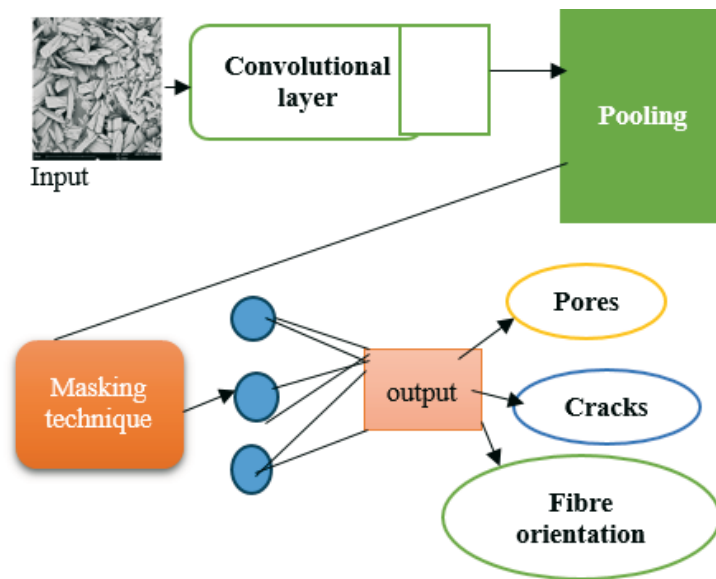 Convolutional
layer
Pooling
Input
Pores
Masking
technique
output
Cracks
Fibre
orientation